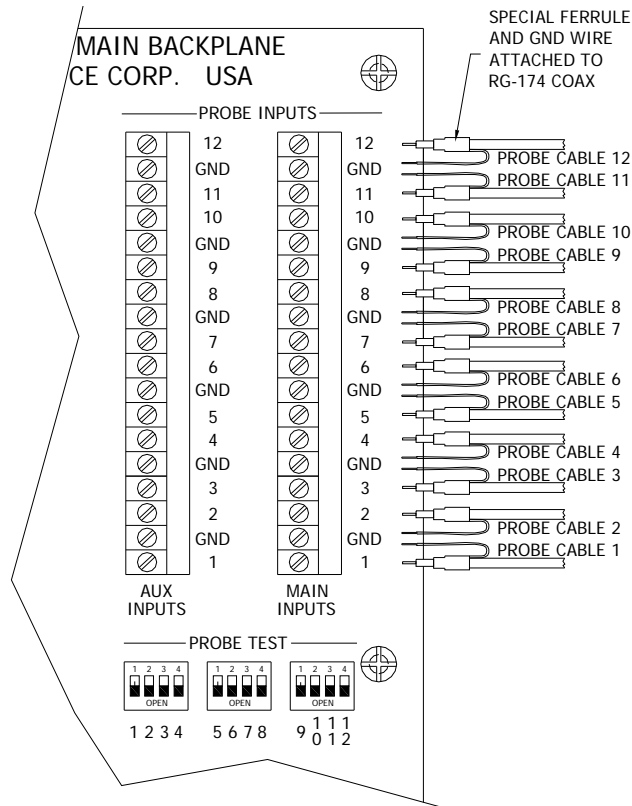 SPECIAL FERRULE
AND GND WIRE
ATTACHED TO
RG-174 COAX
MAIN BACKPLANE
CE CORP. USA
PROBE INPUTS
12
GND
11
10
GND
9
8
GND
7
6
GND
5
4
GND
3
2
GND
1
AUX
INPUTS
12
GND
11
10
GND
9
8
GND
7
6
GND
5
4
GND
3
2
GND
1
MAIN
INPUTS
PROBE CABLE 12
PROBE CABLE 11
PROBE CABLE 10
PROBE CABLE 9
PROBE CABLE 8
PROBE CABLE 7
PROBE CABLE 6
PROBE CABLE 5
PROBE CABLE 4
PROBE CABLE 3
PROBE CABLE 2
PROBE CABLE 1
PROBE TEST
1 2 3 4
OPEN
1 2 3 4
1 2 3 4
OPEN
5 6 7 8
1 2 3 4
OPEN
9 10 11 12